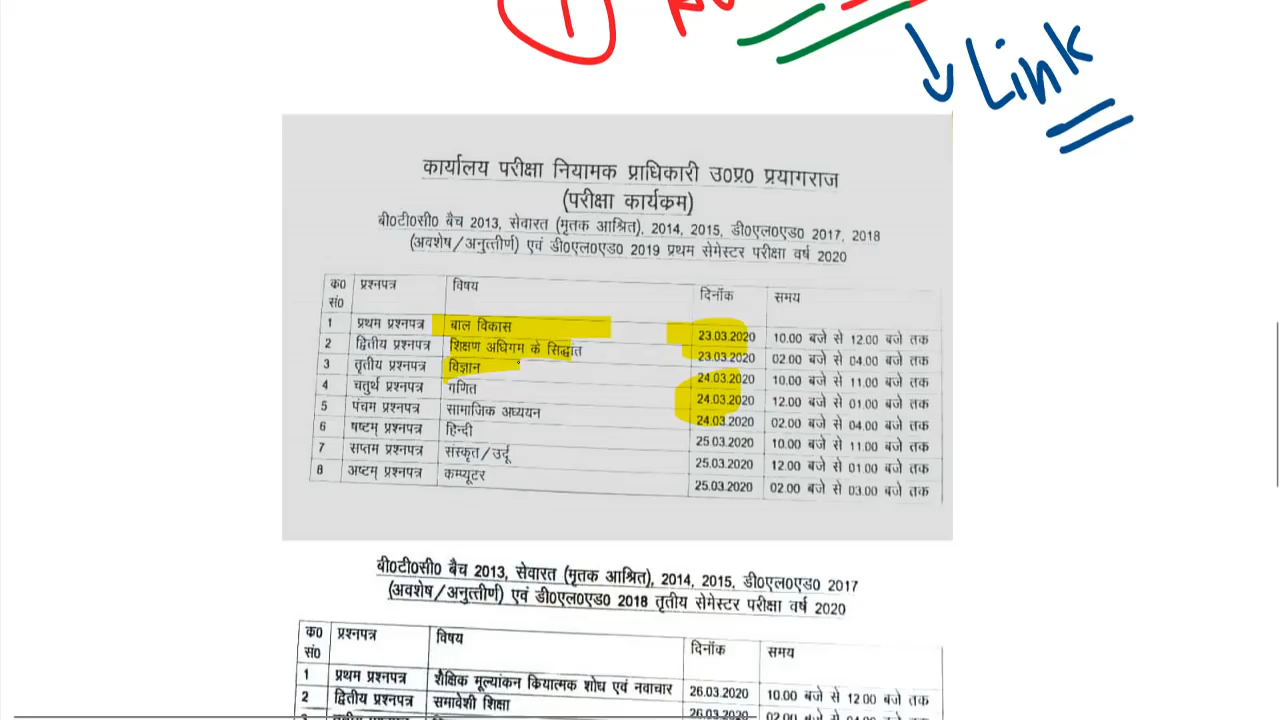 Link
कार्यालय परीक्षा नियामक प्राधिकारी उ0प्र0 प्रयागराज
(परीक्षा कार्यकम)
बी0टी0सी0 बैच 2013, सेवारत (मृतक आश्रित), 2014, 2015, डी0एल0एड0 2017, 2018
(अवशेष/अनुत्तीर्ण) एवं डी0एल0एड0 2019 प्रथम सेमेस्टर परीक्षा वर्ष 2020
क0 सं0 प्रश्नपत्र विषय दिनॉक समय
1 प्रथम प्रश्नपत्र बाल विकास 23.03.2020 10.00 बजे से 12.00 बजे तक
2 द्वितीय प्रश्नपत्र शिक्षण अधिगम के सिद्धांत 23.03.2020 02.00 बजे से 04.00 बजे तक
3 तृतीय प्रश्नपत्र विज्ञान 24.03.2020 10.00 बजे से 11.00 बजे तक
4 चतुर्थ प्रश्नपत्र गणित 24.03.2020 12.00 बजे से 01.00 बजे तक
5 पंचम प्रश्नपत्र सामाजिक अध्ययन 24.03.2020 02.00 बजे से 04.00 बजे तक
6 षष्टम् प्रश्नपत्र हिन्दी 25.03.2020 10.00 बजे से 11.00 बजे तक
7 सप्तम प्रश्नपत्र संस्कृत/उर्दू 25.03.2020 12.00 बजे से 01.00 बजे तक
8 अष्टम् प्रश्नपत्र कम्प्यूटर 25.03.2020 02.00 बजे से 03.00 बजे तक
बी0टी0सी0 बैच 2013, सेवारत (मृतक आश्रित), 2014, 2015, डी0एल0एड0 2017
(अवशेष/अनुत्तीर्ण) एवं डी0एल0एड0 2018 तृतीय सेमेस्टर परीक्षा वर्ष 2020
क0 सं0 प्रश्नपत्र विषय दिनॉक समय
1 प्रथम प्रश्नपत्र शैक्षिक मूल्यांकन क्रियात्मक शोध एवं नवाचार 26.03.2020 10.00 बजे से 12.00 बजे तक
2 द्वितीय प्रश्नपत्र समावेशी शिक्षा 26.03.2020